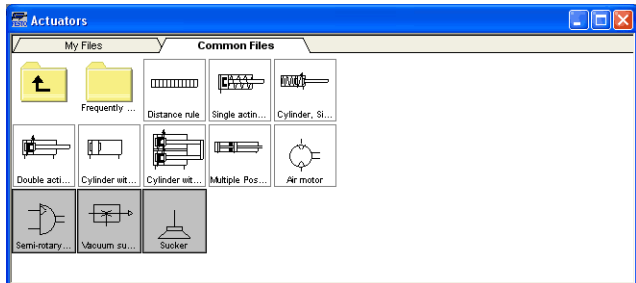 Actuators
My Files
Common Files
Frequently ...
Distance rule
Single actin...
Cylinder, Si...
Double acti...
Cylinder wit...
Cylinder wit...
Multiple Pos...
Air motor
Semi-rotary...
Vacuum su...
Sucker